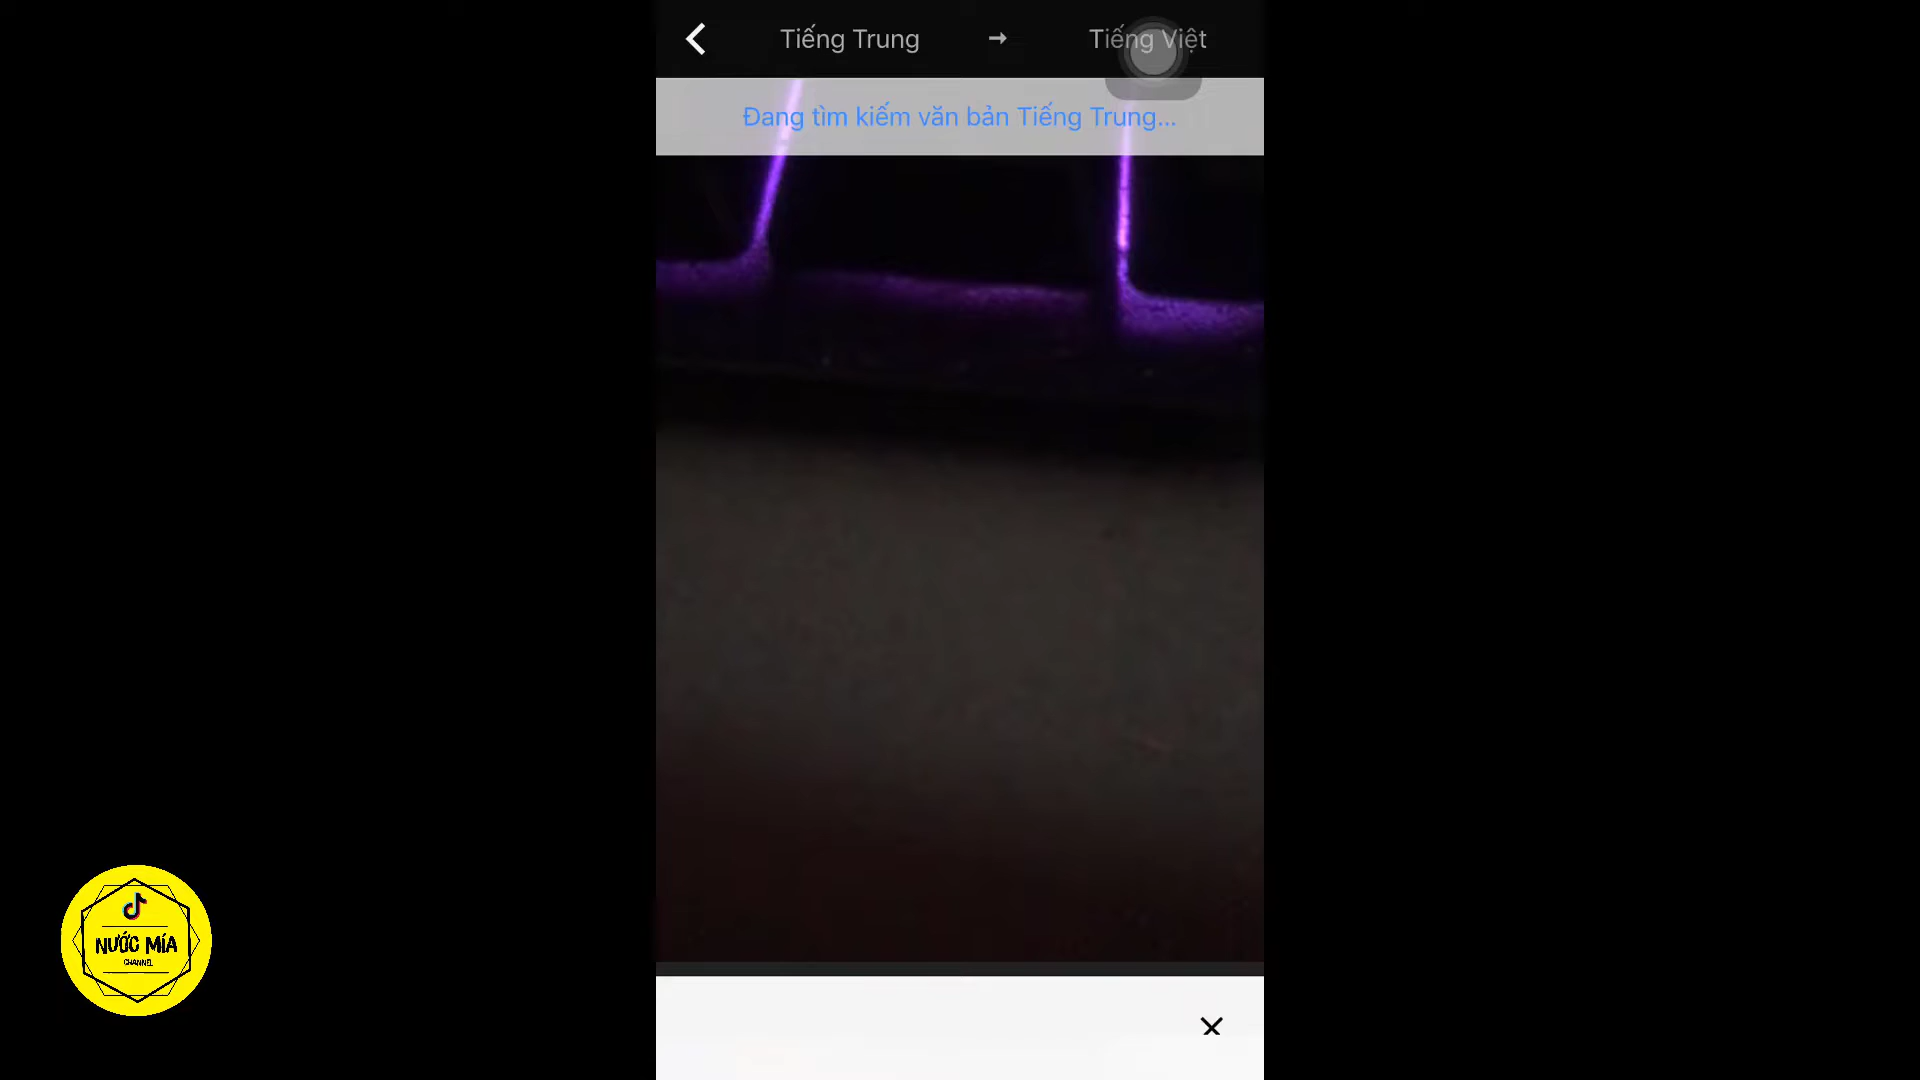 Tiếng Trung → Tiếng Việt
Đang tìm kiếm văn bản Tiếng Trung...
NƯỚC MÍA
CHANNEL